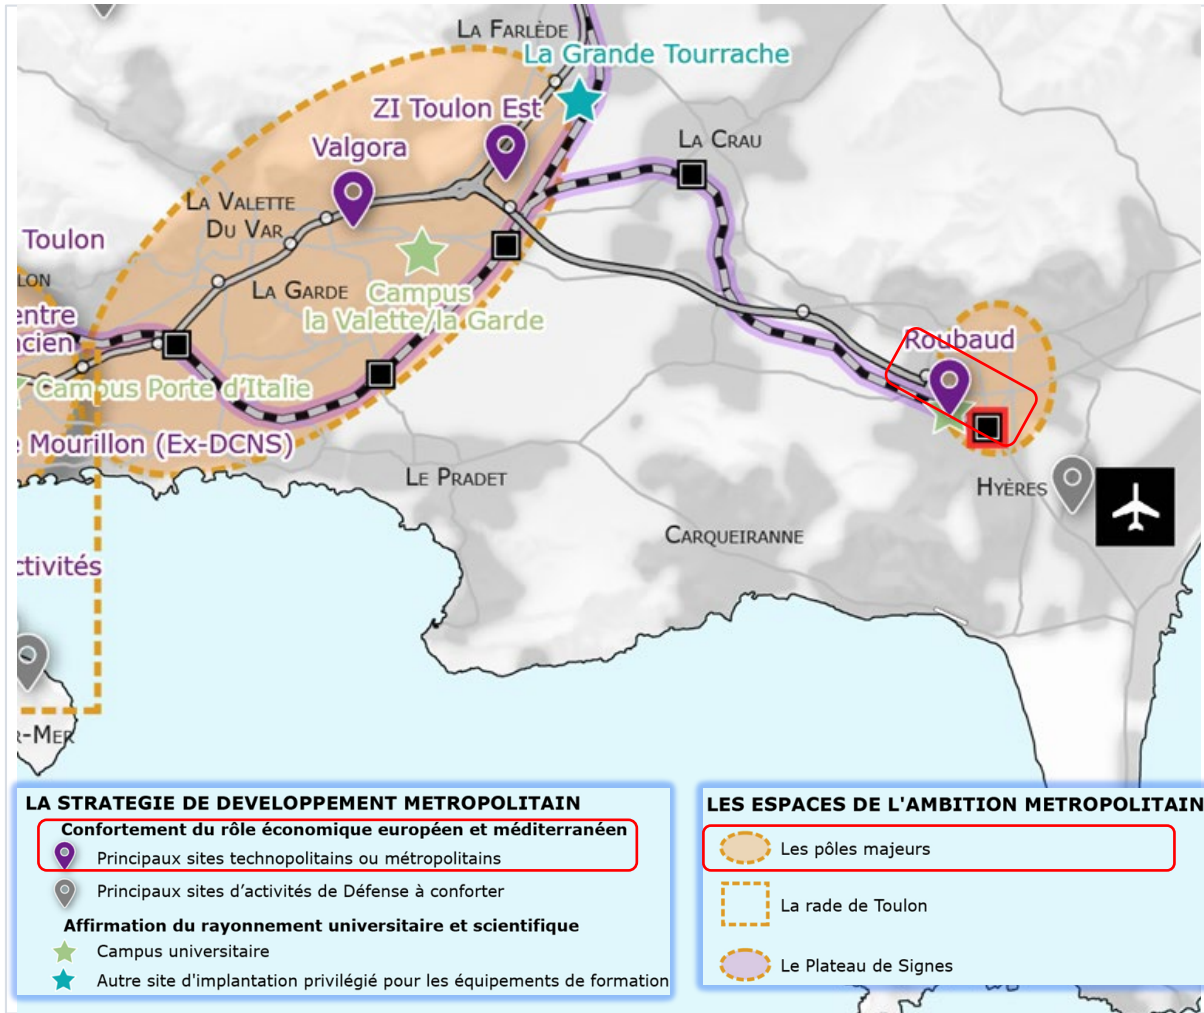 LA FARLÈDE
La Grande Tourrache
ZI Toulon Est
LA CRAU
Valgora
LA VALETTE
DU VAR
Toulon
LON
LA GARDE
Campus
la Valette/la Garde
entre
ncien
Roubaud
Campus Porte d’Italie
e Mourillon (Ex-DCNS)
LE PRADET
HYÈRES
CARQUEIRANNE
ctivités
R-MER
LA STRATEGIE DE DEVELOPPEMENT METROPOLITAIN
Confortement du rôle économique européen et méditerranéen
Principaux sites technopolitains ou métropolitains
Principaux sites d’activités de Défense à conforter
Affirmation du rayonnement universitaire et scientifique
Campus universitaire
Autre site d'implantation privilégié pour les équipements de formation
LES ESPACES DE L'AMBITION METROPOLITAIN
Les pôles majeurs
La rade de Toulon
Le Plateau de Signes